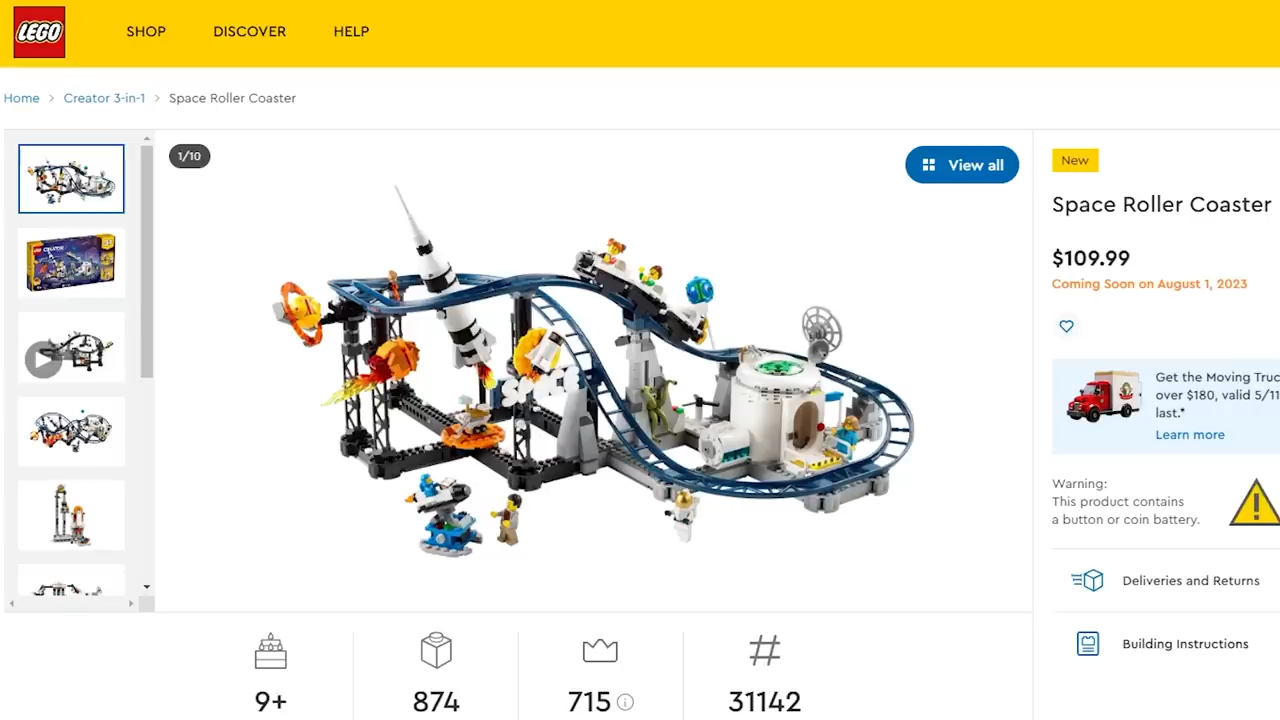 LEGO
SHOP
DISCOVER
HELP
Home > Creator 3-in-1 > Space Roller Coaster
1/10
View all
SPACE
New
Space Roller Coaster
$109.99
Coming Soon on August 1, 2023
Get the Moving Truc
over $180, valid 5/11
last.*
Learn more
Warning:
This product contains
a button or coin battery.
Deliveries and Returns
Building Instructions
9+
874
715
31142